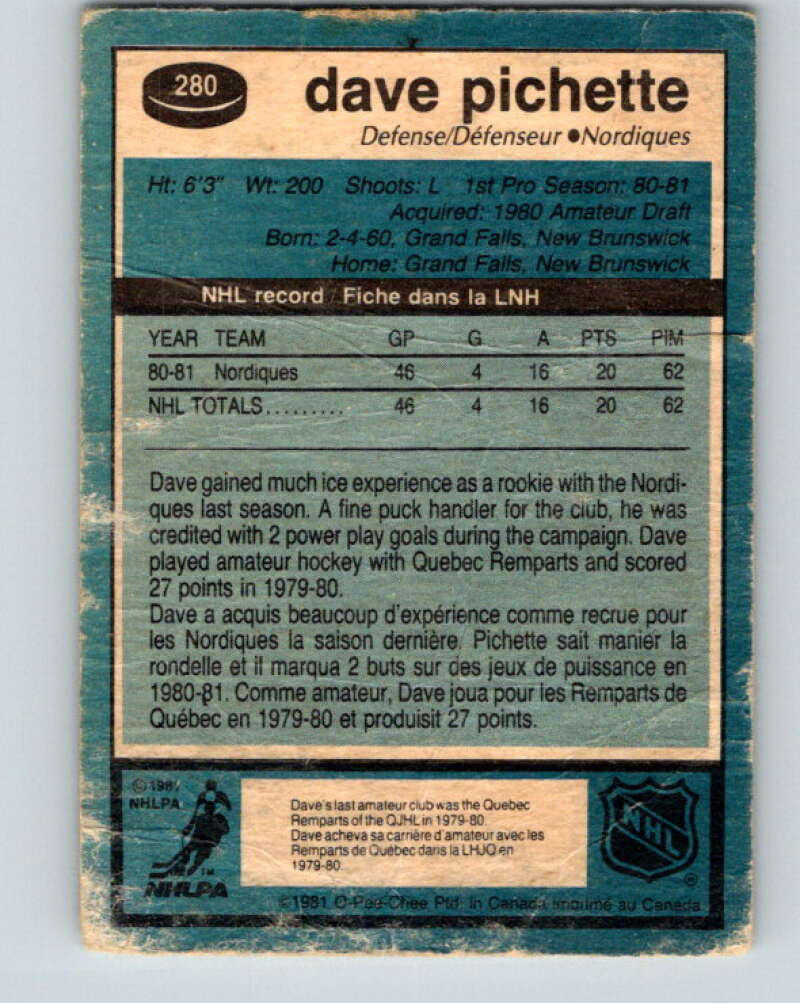 280
dave pichette
Defense/Défenseur ●Nordiques
Ht: 6'3" Wt: 200 Shoots: L 1st Pro Season: 80-81
Acquired: 1980 Amateur Draft
Born: 2-4-60, Grand Falls, New Brunswick
Home: Grand Falls, New Brunswick
NHL record / Fiche dans la LNH
YEAR TEAM GP G A PTS PIM
80-81 Nordiques 46 4 16 20 62
NHL TOTALS......... 46 4 16 20 62
Dave gained much ice experience as a rookie with the Nordi-
ques last season. A fine puck handler for the club, he was
credited with 2 power play goals during the campaign. Dave
played amateur hockey with Quebec Remparts and scored
27 points in 1979-80.
Dave a acquis beaucoup d'expérience comme recrue pour
les Nordiques la saison dernière. Pichette sait manier la
rondelle et il marqua 2 buts sur des jeux de puissance en
1980-81. Comme amateur, Dave joua pour les Remparts de
Québec en 1979-80 et produisit 27 points.
NHLPA
TM
NHLPA
Dave's last amateur club was the Quebec
Remparts of the QJHL in 1979-80.
Dave acheva sa carrière d'amateur avec les
Remparts de Québec dans la LHJQ en
1979-80.
NHL
®
©1981 O-Pee-Chee Ptd. in Canada Imprimé au Canada